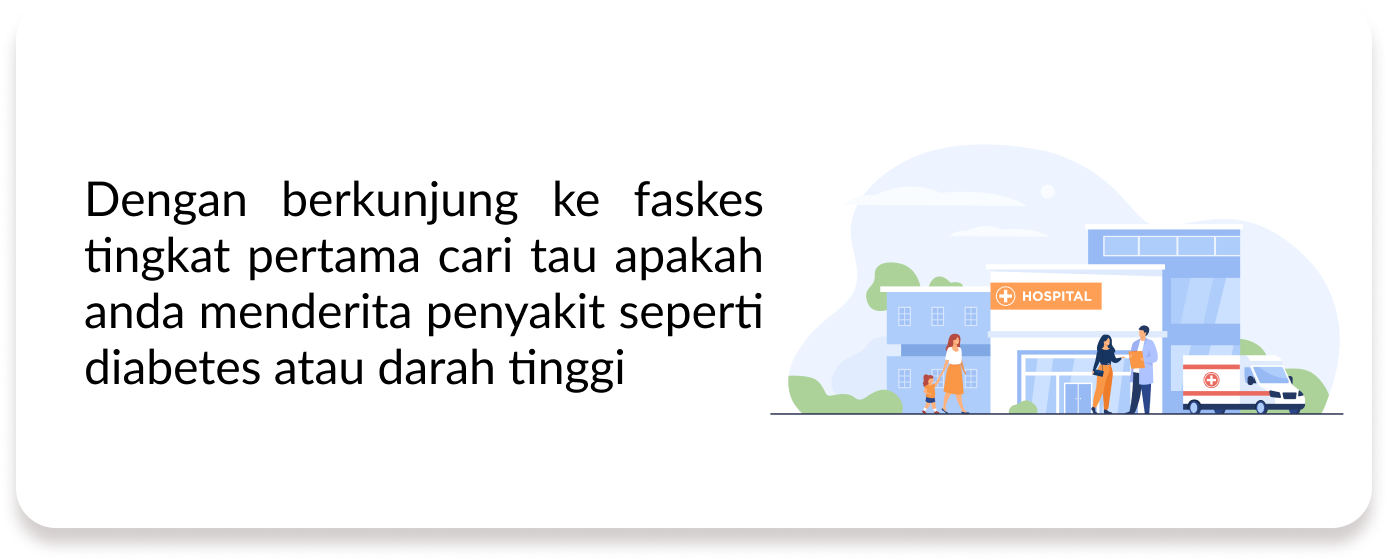 Dengan berkunjung ke faskes
tingkat pertama cari tau apakah
anda menderita penyakit seperti
diabetes atau darah tinggi
HOSPITAL